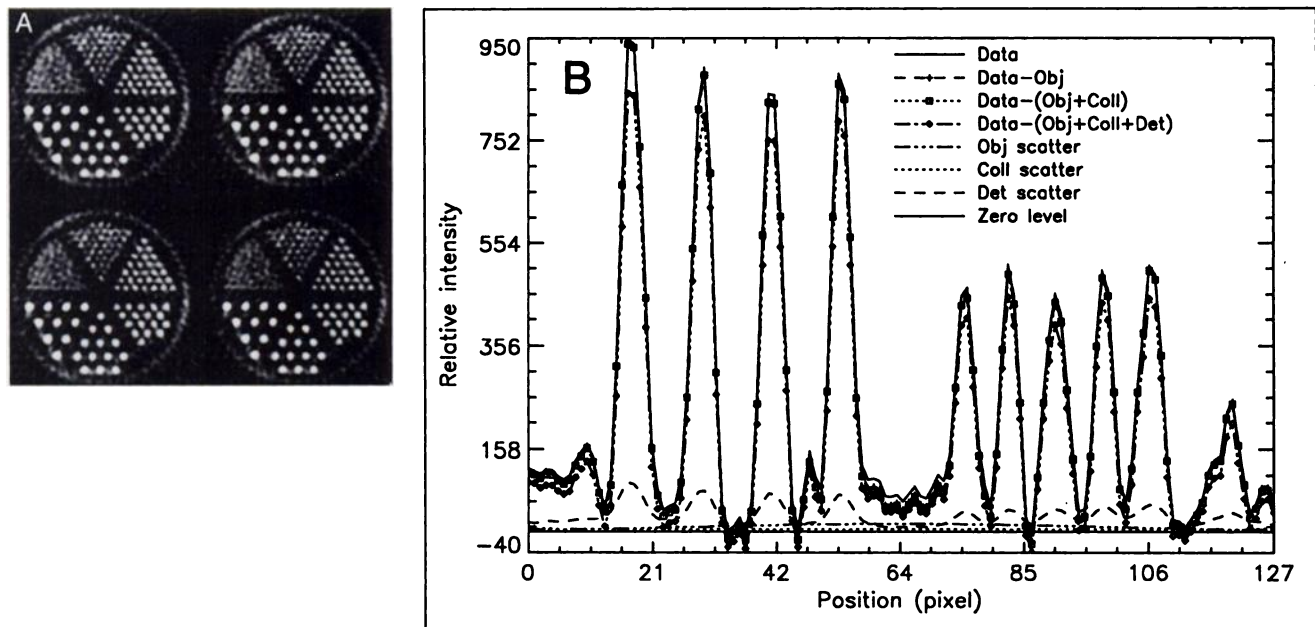 A
B
Data
Data-Obj
Data-(Obj+Coll)
Data-(Obj+Coll+Det)
Obj scatter
Coll scatter
Det scatter
Zero level
Relative intensity
950
752
554
356
158
-40
0 21 42 64 85 106 127
Position (pixel)